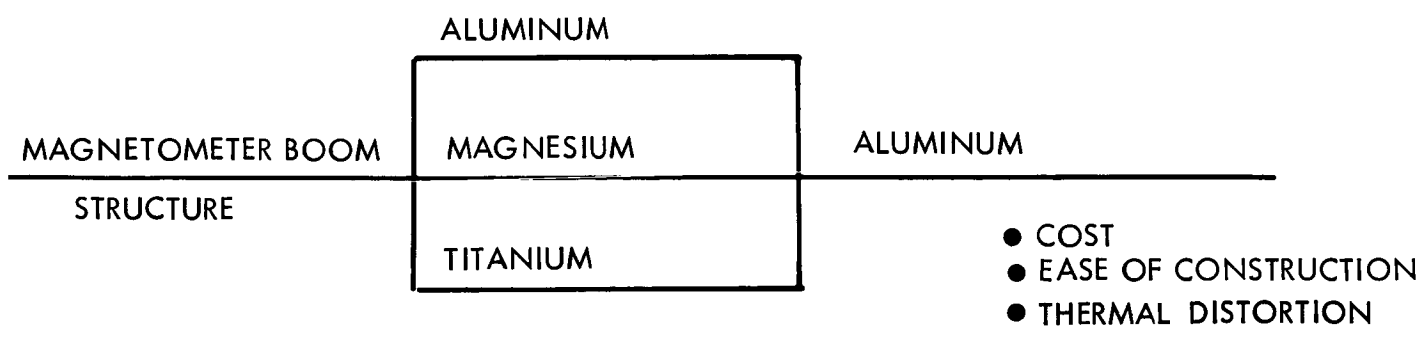 ALUMINUM
MAGNETOMETER BOOM
STRUCTURE
MAGNESIUM
TITANIUM
ALUMINUM
● COST
● EASE OF CONSTRUCTION
● THERMAL DISTORTION